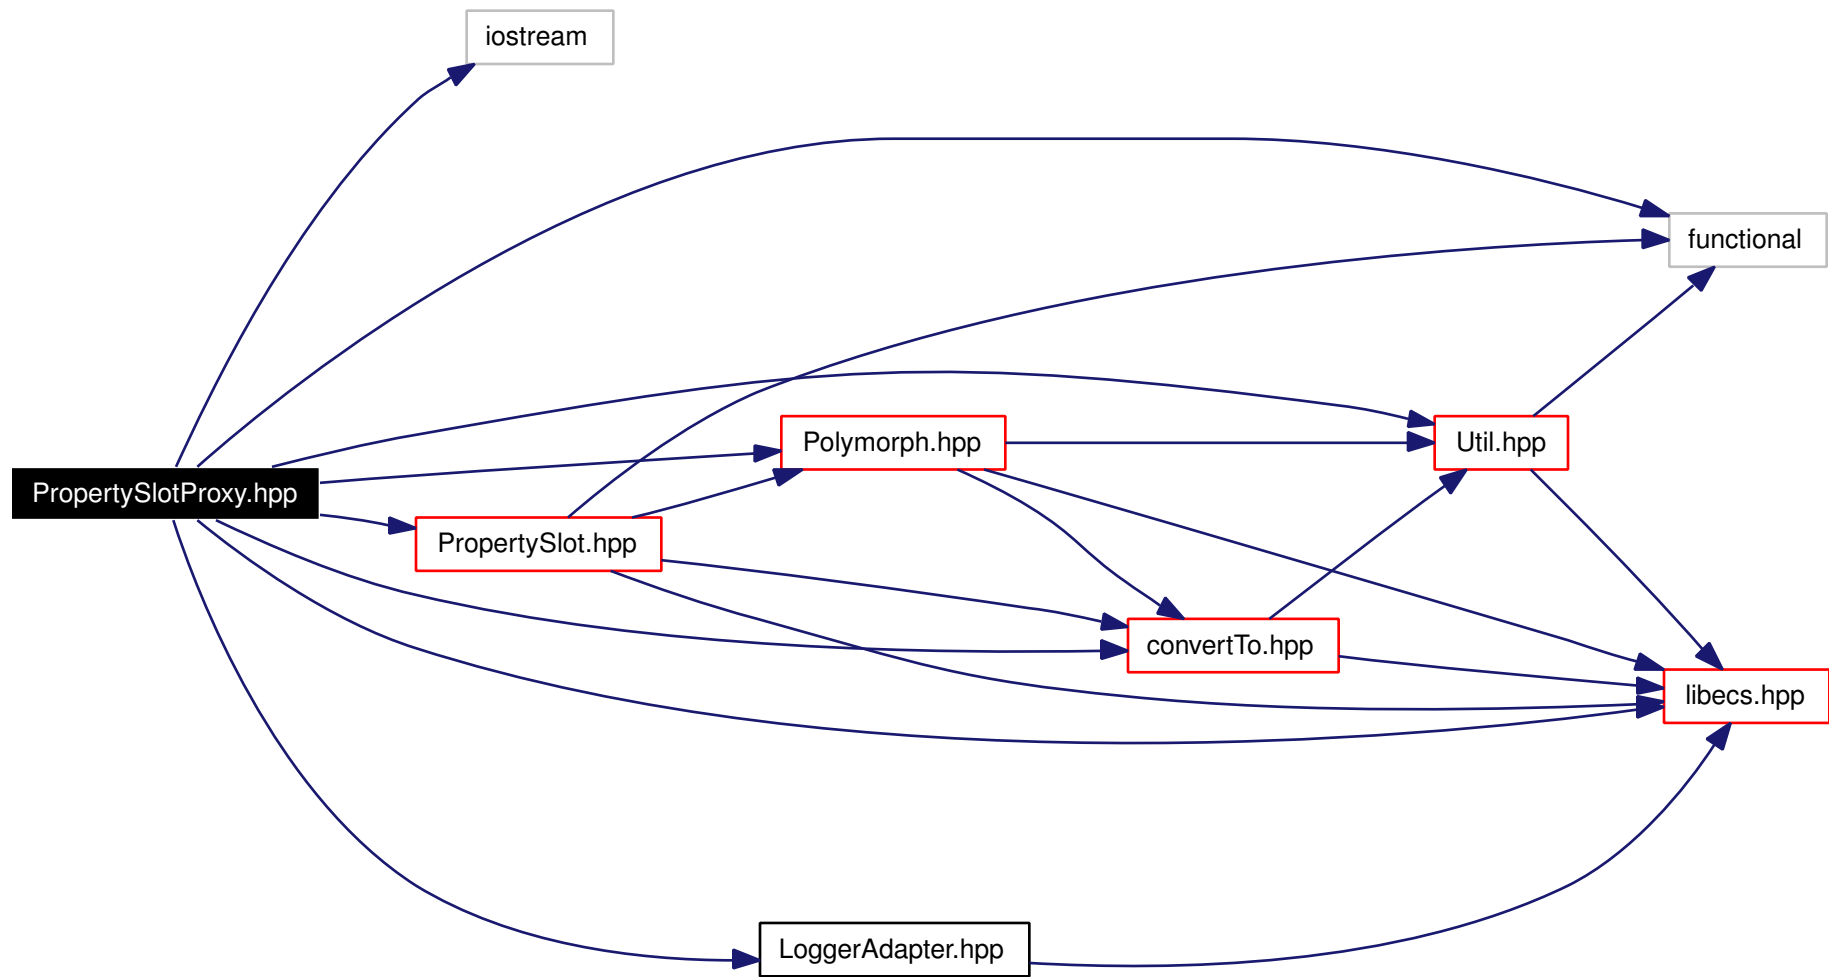 iostream
functional
Polymorph.hpp
Util.hpp
PropertySlotProxy.hpp
PropertySlot.hpp
convertTo.hpp
libecs.hpp
LoggerAdapter.hpp